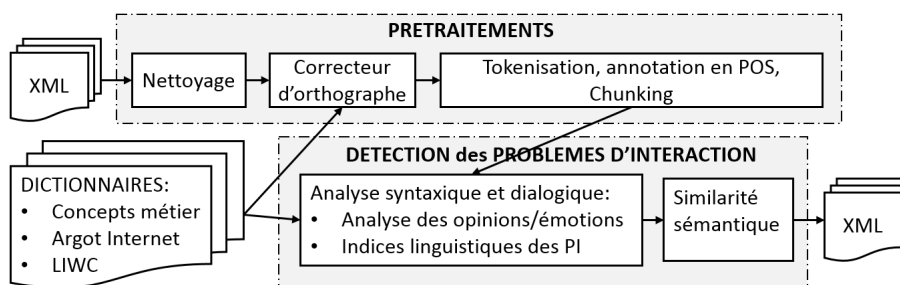 PRETRAITEMENTS
XML
Nettoyage
Correcteur
d'orthographe
Tokenisation, annotation en POS,
Chunking
DETECTION des PROBLEMES D'INTERACTION
DICTIONNAIRES:
• Concepts métier
• Argot Internet
• LIWC
Analyse syntaxique et dialogique:
• Analyse des opinions/émotions
• Indices linguistiques des PI
Similarité
sémantique
XML